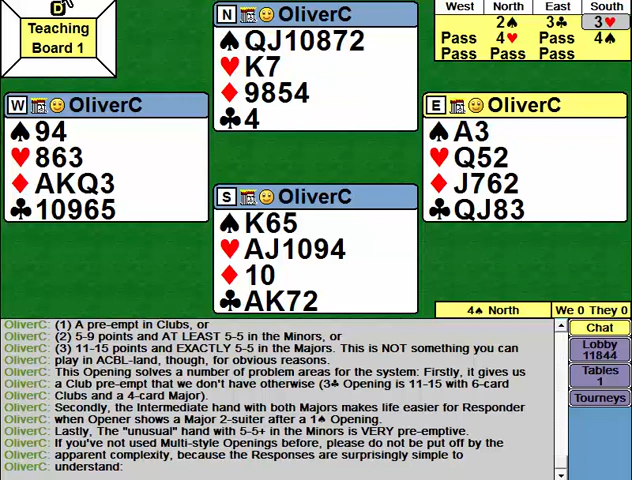 D
Teaching
Board 1
N OliverC
♠QJ10872
♥K7
♦9854
♣4
West North East South
2♠ 3♣ 3♥
Pass 4♥ Pass 4♠
Pass Pass Pass
W OliverC
♠94
♥863
♦AKQ3
♣10965
E OliverC
♠A3
♥Q52
♦J762
♣QJ83
S OliverC
♠K65
♥AJ1094
♦10
♣AK72
4♠ North We 0 They 0
OliverC: (1) A pre-empt in Clubs, or
OliverC: (2) 5-9 points and AT LEAST 5-5 in the Minors, or
OliverC: (3) 11-15 points and EXACTLY 5-5 in the Majors. This is NOT something you can
OliverC: play in ACBL-land, though, for obvious reasons.
OliverC: This Opening solves a number of problem areas for the system: Firstly, it gives us
OliverC: a Club pre-empt that we don't have otherwise (3♣ Opening is 11-15 with 6-card
OliverC: Clubs and a 4-card Major).
OliverC: Secondly, the Intermediate hand with both Majors makes life easier for Responder
OliverC: when Opener shows a Major 2-suiter after a 1♠ Opening.
OliverC: Lastly, The "unusual" hand with 5-5+ in the Minors is VERY pre-emptive.
OliverC: If you've not used Multi-style Openings before, please do not be put off by the
OliverC: apparent complexity, because the Responses are surprisingly simple to
OliverC: understand:
Chat
Lobby
11844
Tables
1
Tourneys